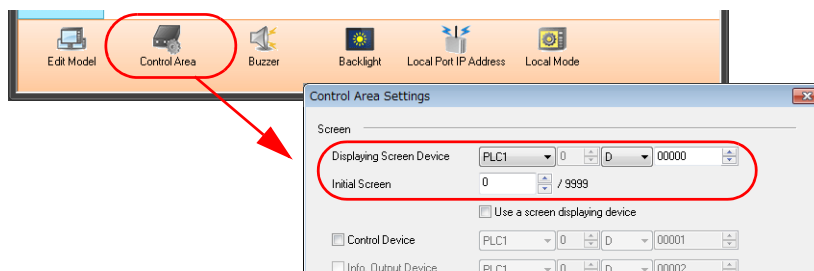 Edit Model Control Area Buzzer Backlight Local Port IP Address Local Mode
Control Area Settings
Screen
Displaying Screen Device PLC1 0 D 00000
Initial Screen 0 / 9999
Use a screen displaying device
Control Device PLC1 0 D 00001
Info. Output Device PLC1 0 D 00002